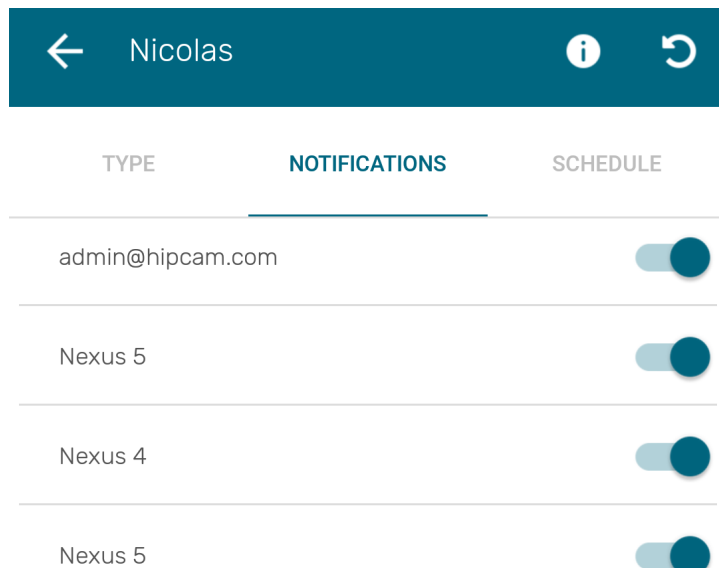 Nicolas
TYPE NOTIFICATIONS SCHEDULE
admin@hipcam.com
Nexus 5
Nexus 4
Nexus 5